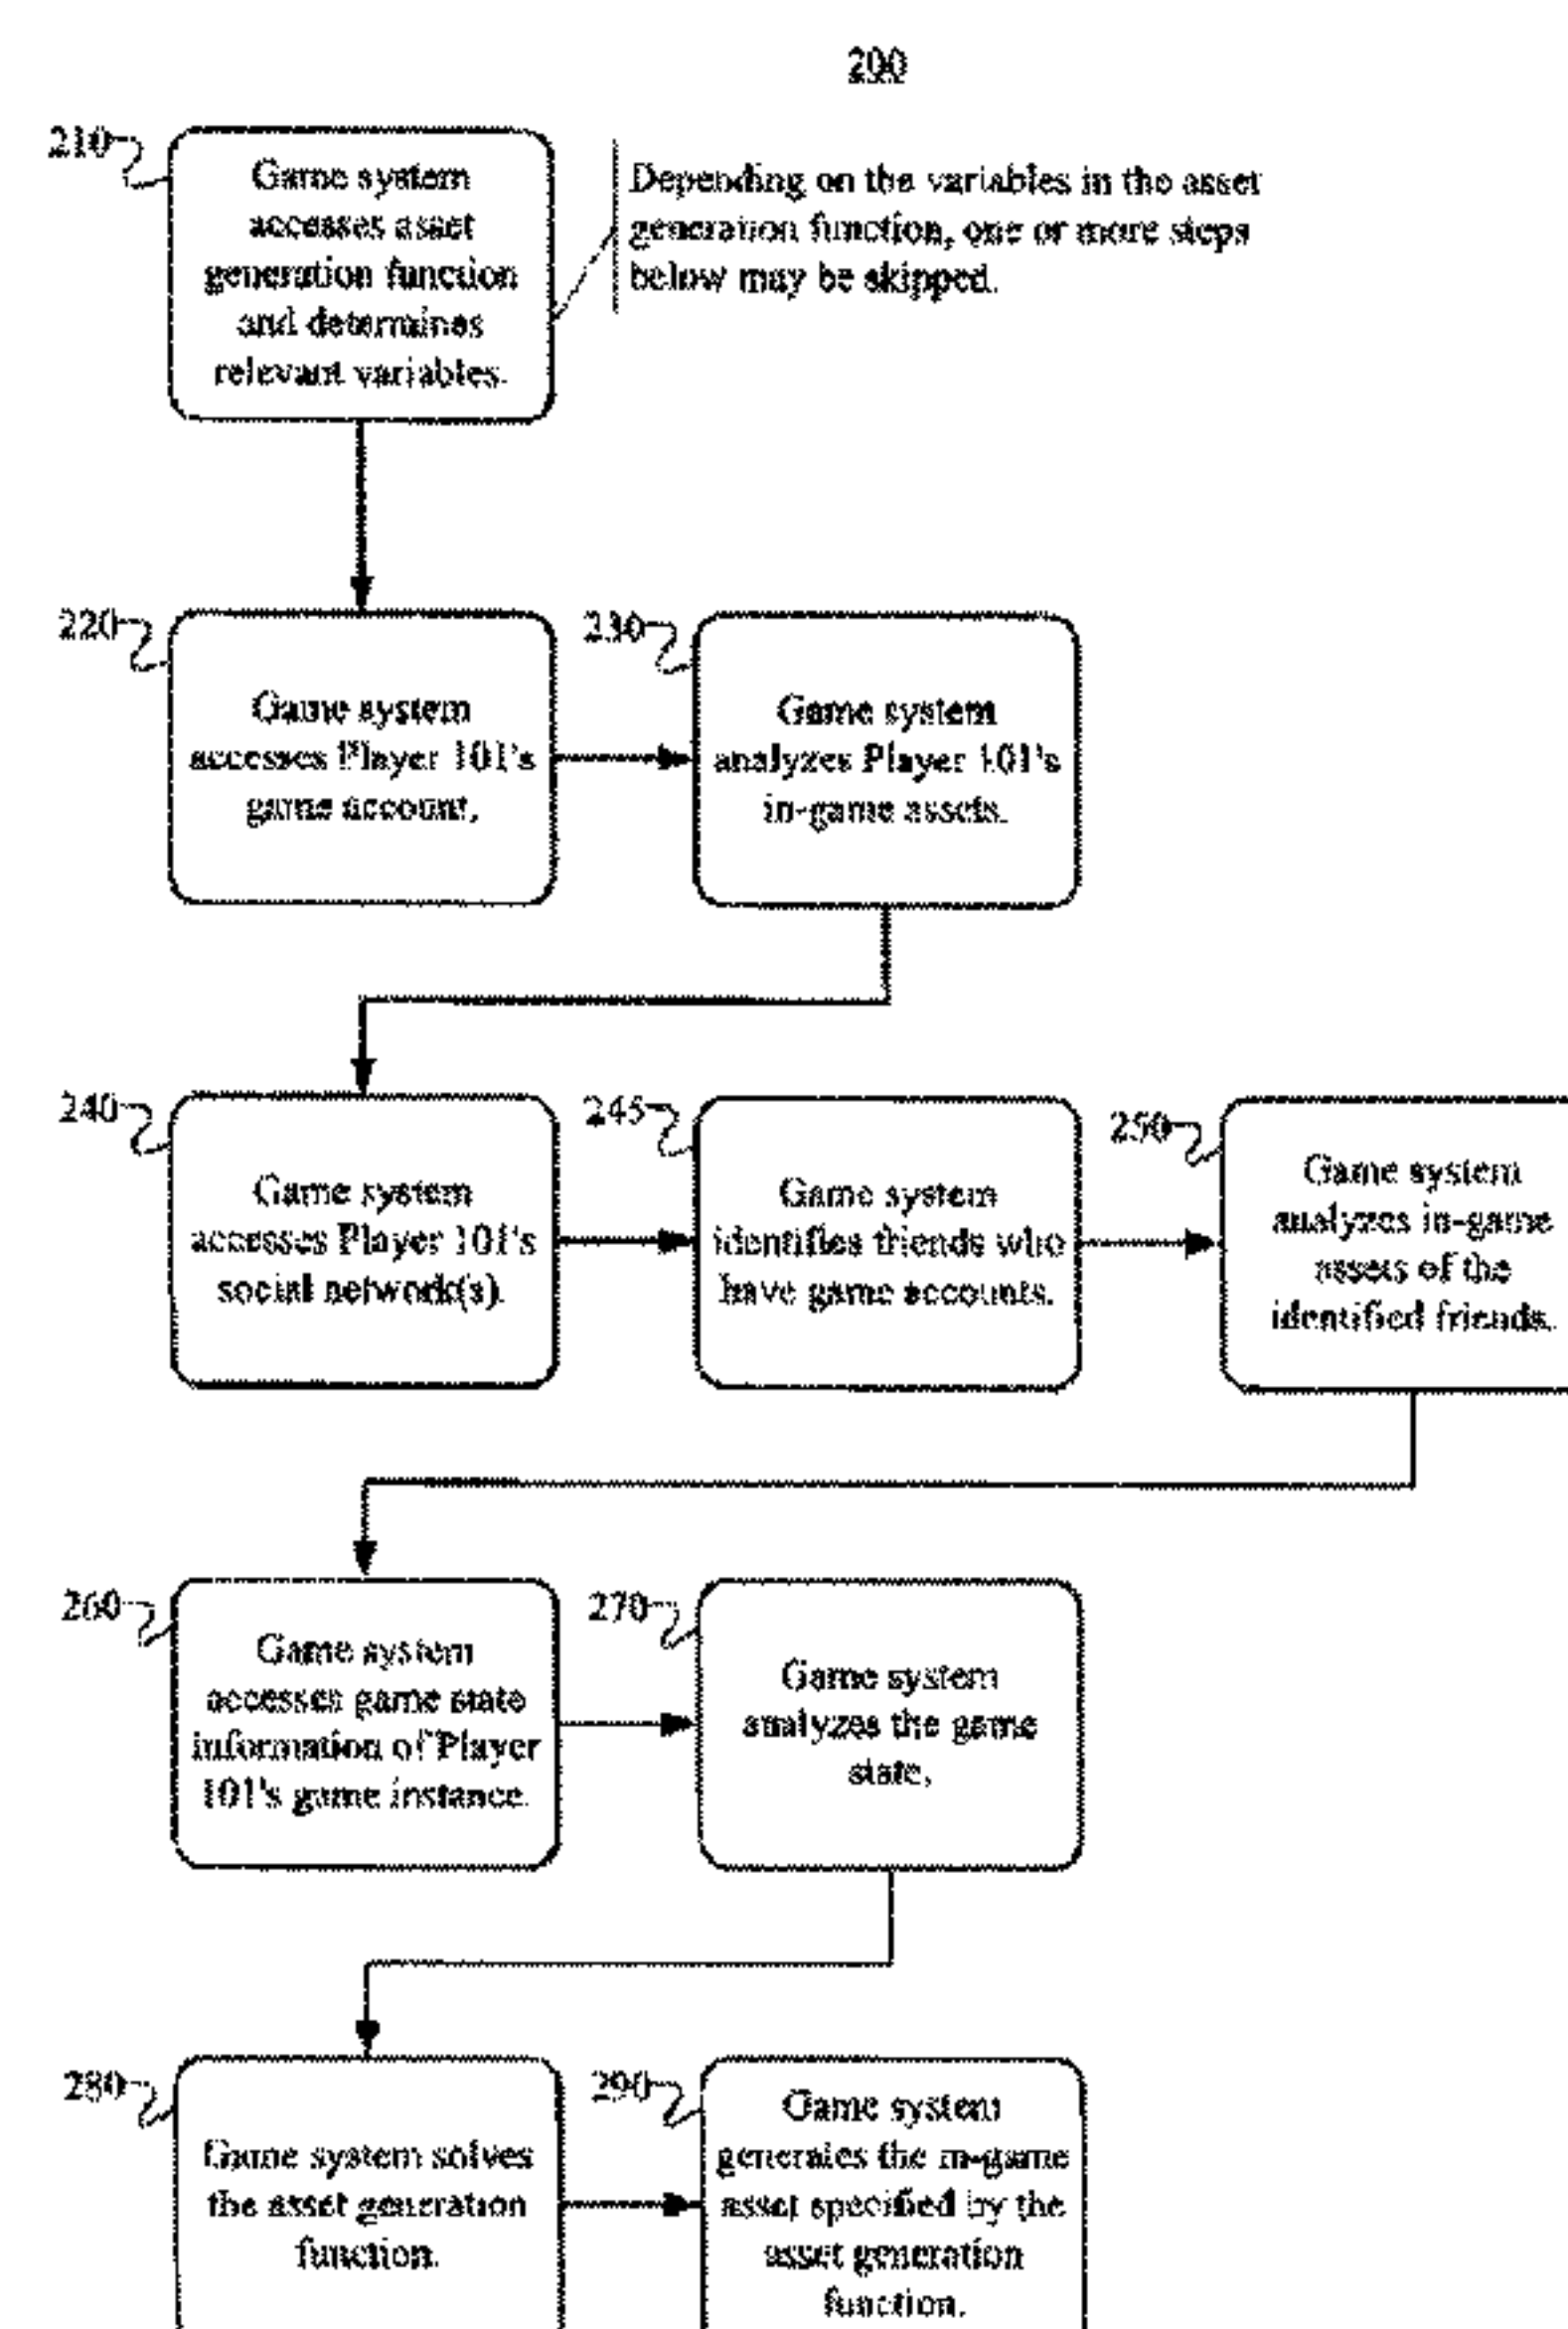 200
210
Game system
accesses asset
generation function
and determines
relevant variables.
Depending on the variables in the asset
generation function, one or more steps
below may be skipped.
220
Game system
accesses Player 101's
game account.
230
Game system
analyzes Player 101's
in-game assets.
240
Game system
accesses Player 101's
social network(s).
245
Game system
identifies friends who
have game accounts.
250
Game system
analyzes in-game
assets of the
identified friends.
260
Game system
accesses game state
information of Player
101's game instance.
270
Game system
analyzes the game
state.
280
Game system solves
the asset generation
function.
290
Game system
generates the in-game
asset specified by the
asset generation
function.